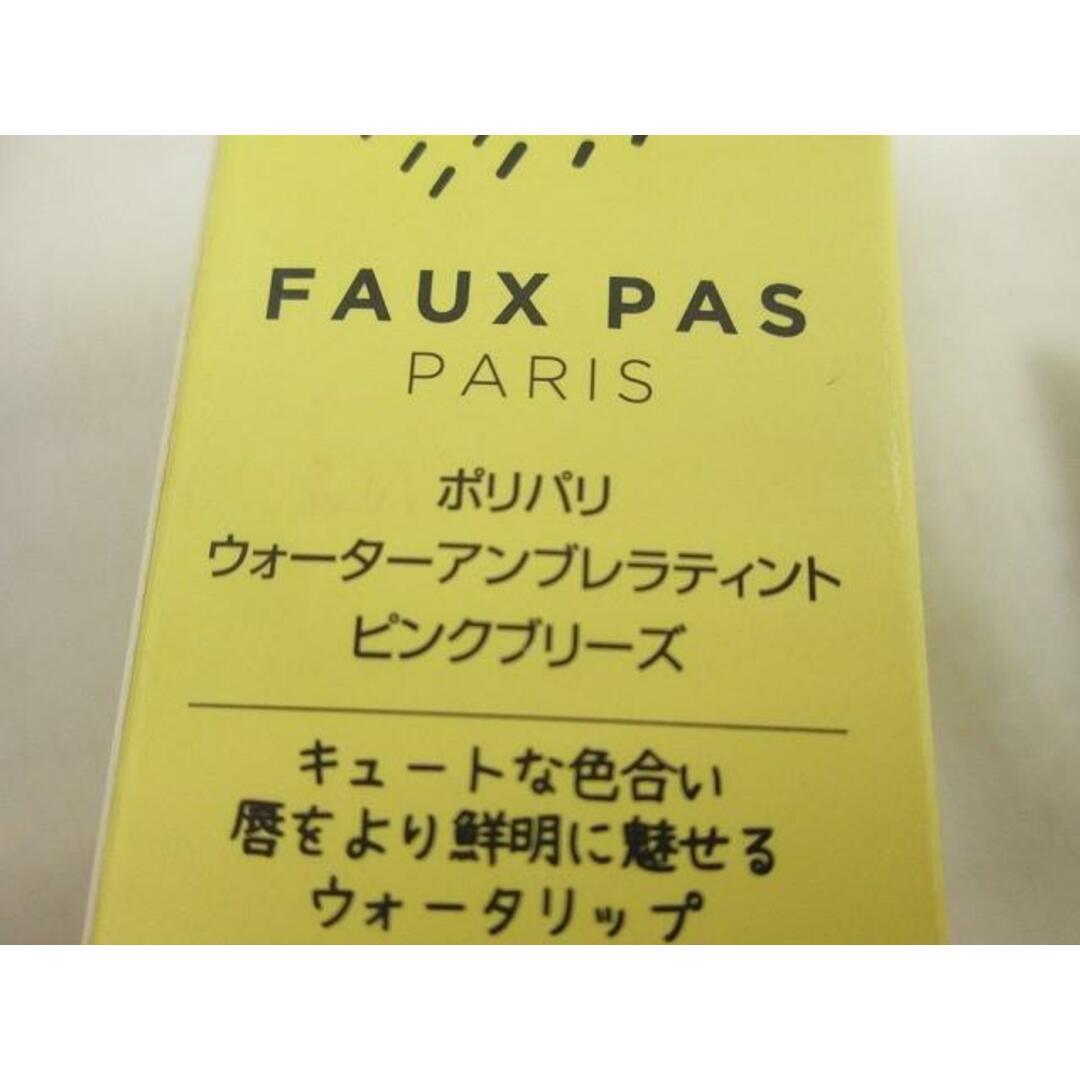 FAUX PAS
PARIS
ポリパリ
ウォーターアンブレラティント
ピンクブリーズ
キュートな色合い
唇をより鮮明に魅せる
ウォータリップ